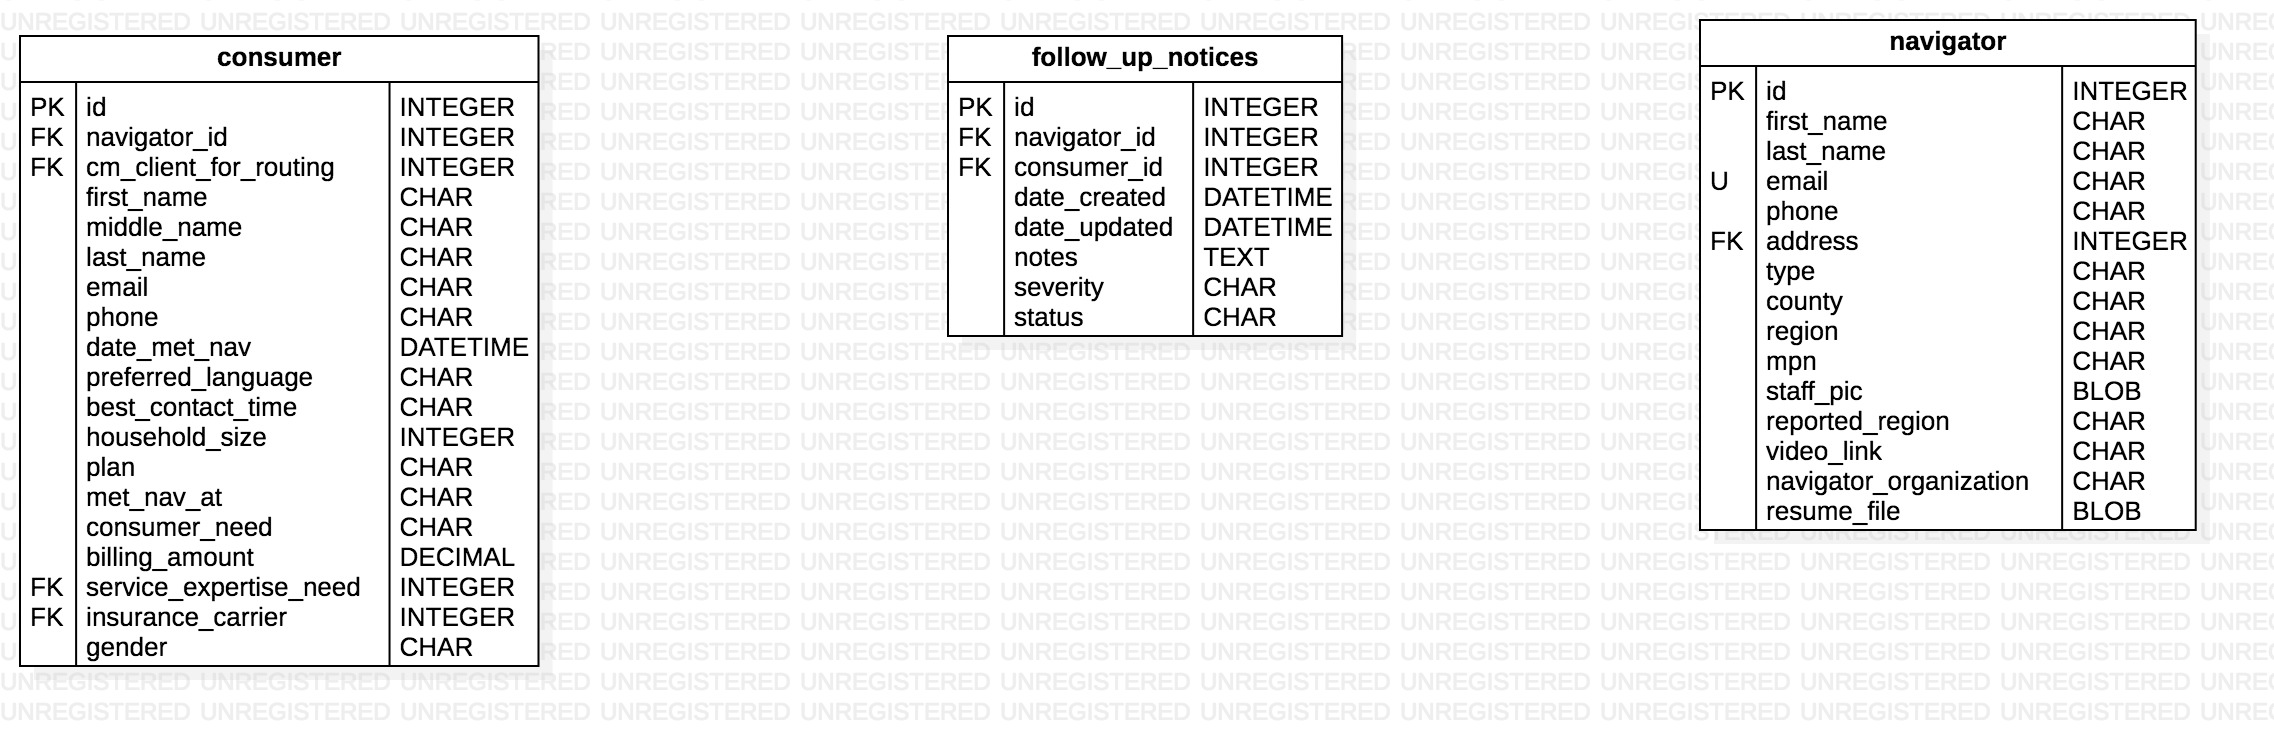 consumer
PK id INTEGER
FK navigator_id INTEGER
FK cm_client_for_routing INTEGER
first_name CHAR
middle_name CHAR
last_name CHAR
email CHAR
phone CHAR
date_met_nav DATETIME
preferred_language CHAR
best_contact_time CHAR
household_size INTEGER
plan CHAR
met_nav_at CHAR
consumer_need CHAR
billing_amount DECIMAL
FK service_expertise_need INTEGER
FK insurance_carrier INTEGER
gender CHAR
follow_up_notices
PK id INTEGER
FK navigator_id INTEGER
FK consumer_id INTEGER
date_created DATETIME
date_updated DATETIME
notes TEXT
severity CHAR
status CHAR
navigator
PK id INTEGER
first_name CHAR
last_name CHAR
U email CHAR
phone CHAR
FK address INTEGER
type CHAR
county CHAR
region CHAR
mpn CHAR
staff_pic BLOB
reported_region CHAR
video_link CHAR
navigator_organization CHAR
resume_file BLOB
UNREGISTERED UNREGISTERED UNREGISTERED UNREGISTERED UNREGISTERED UNREGISTERED UNREGISTERED UNREGISTERED UNREGISTERED UNREGISTERED UNREGISTERED